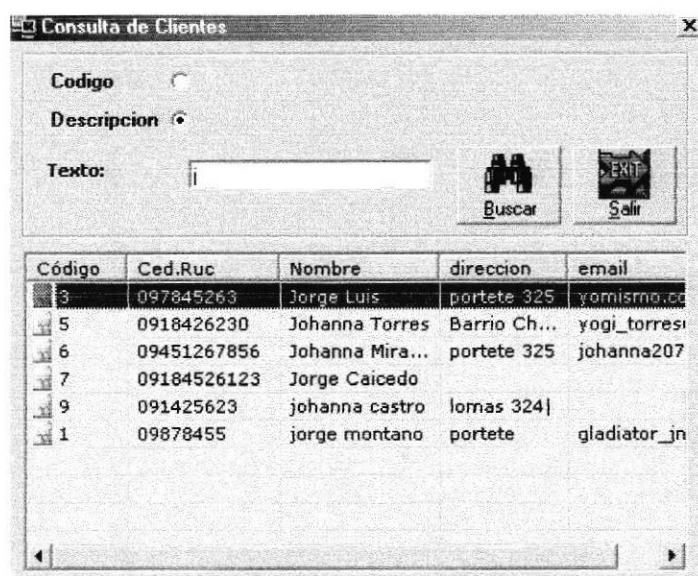 Consulta de Clientes
Codigo
Descripcion
Texto: j
EXIT
Buscar Salir
Código Ced.Ruc Nombre direccion email
3 097845263 Jorge Luis portete 325 yomismo.co
5 0918426230 Johanna Torres Barrio Ch... yogi_torres
6 09451267856 Johanna Mira... portete 325 johanna207
7 09184526123 Jorge Caicedo
9 091425623 johanna castro lomas 324|
1 09878455 jorge montano portete gladiator_jn